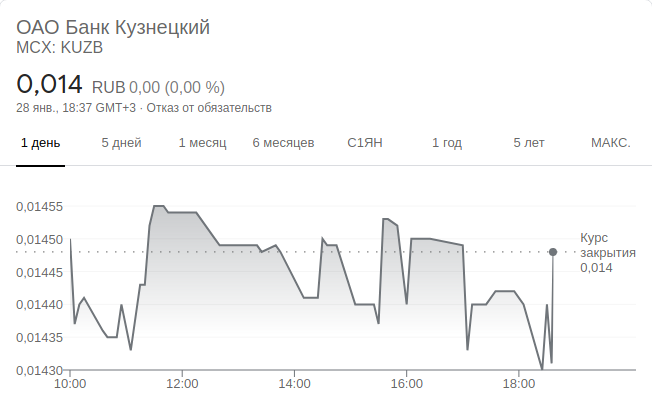 ОАО Банк Кузнецкий
MCX: KUZB
0,014 RUB 0,00 (0,00 %)
28 янв., 18:37 GMT+3 · Отказ от обязательств
1 день 5 дней 1 месяц 6 месяцев С1ЯН 1 год 5 лет МАКС.
0,01455
0,01450
0,01445
0,01440
0,01435
0,01430
Курс
закрытия
0,014
10:00 12:00 14:00 16:00 18:00